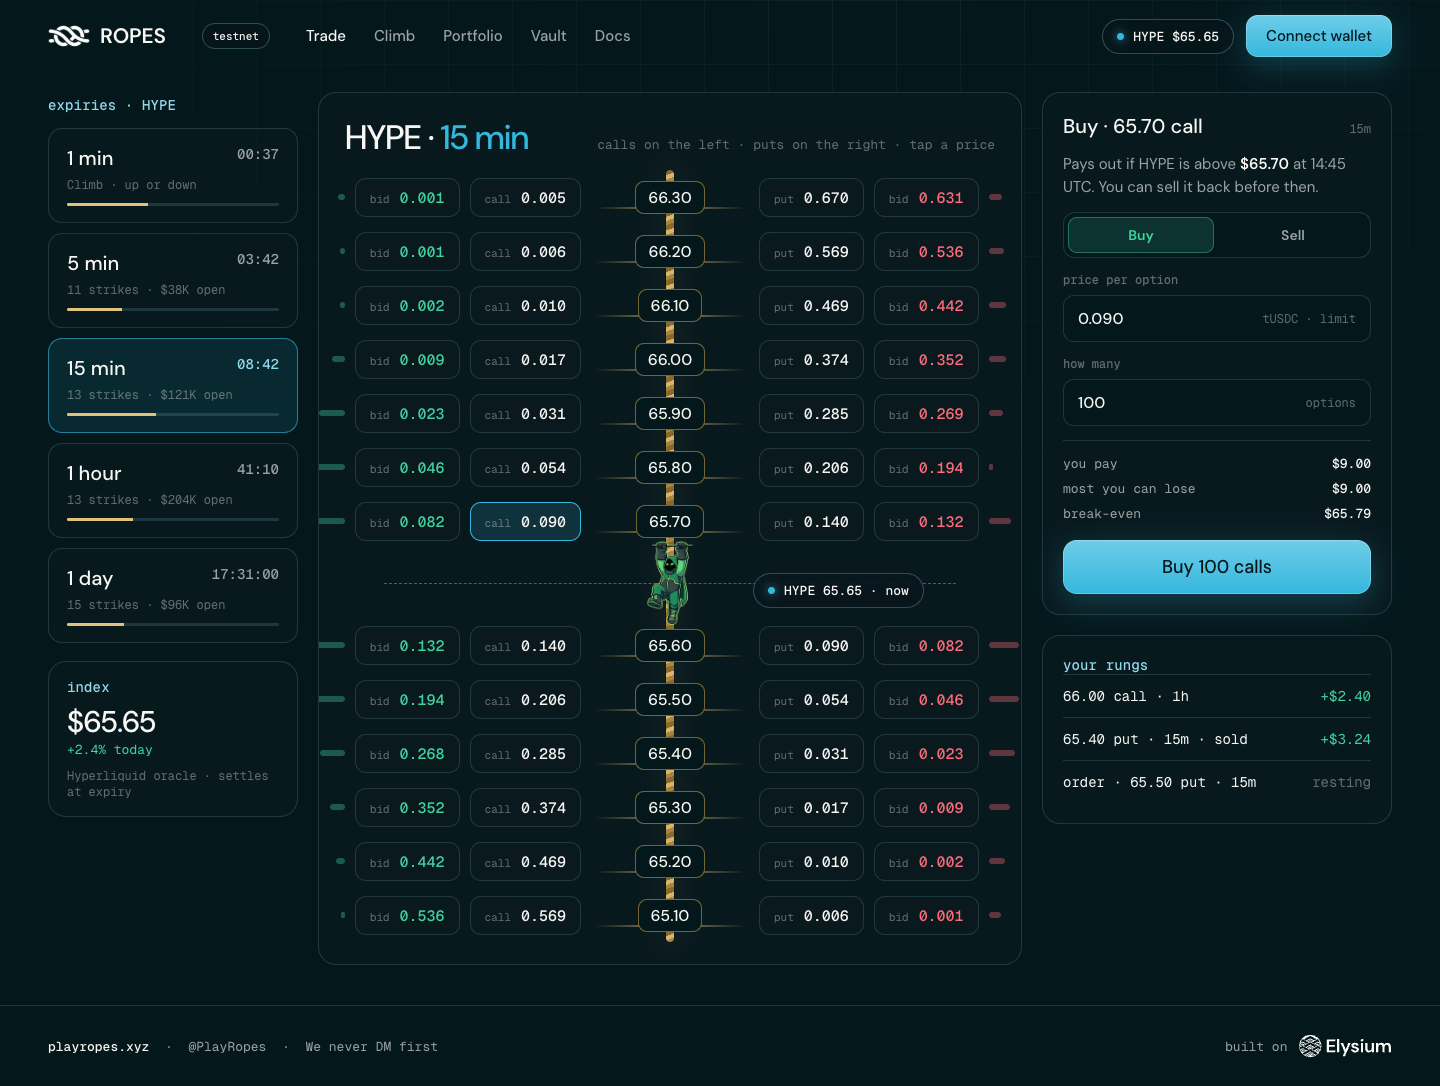 ROPES testnet Trade Climb Portfolio Vault Docs HYPE $65.65 Connect wallet
expiries · HYPE
1 min 00:37
Climb · up or down
5 min 03:42
11 strikes · $38K open
15 min 08:42
13 strikes · $121K open
1 hour 41:10
13 strikes · $204K open
1 day 17:31:00
15 strikes · $96K open
index
$65.65
+2.4% today
Hyperliquid oracle · settles
at expiry
HYPE · 15 min
calls on the left · puts on the right · tap a price
bid 0.001 call 0.005 66.30 put 0.670 bid 0.631
bid 0.001 call 0.006 66.20 put 0.569 bid 0.536
bid 0.002 call 0.010 66.10 put 0.469 bid 0.442
bid 0.009 call 0.017 66.00 put 0.374 bid 0.352
bid 0.023 call 0.031 65.90 put 0.285 bid 0.269
bid 0.046 call 0.054 65.80 put 0.206 bid 0.194
bid 0.082 call 0.090 65.70 put 0.140 bid 0.132
HYPE 65.65 · now
bid 0.132 call 0.140 65.60 put 0.090 bid 0.082
bid 0.194 call 0.206 65.50 put 0.054 bid 0.046
bid 0.268 call 0.285 65.40 put 0.031 bid 0.023
bid 0.352 call 0.374 65.30 put 0.017 bid 0.009
bid 0.442 call 0.469 65.20 put 0.010 bid 0.002
bid 0.536 call 0.569 65.10 put 0.006 bid 0.001
Buy · 65.70 call 15m
Pays out if HYPE is above $65.70 at 14:45
UTC. You can sell it back before then.
Buy Sell
price per option
0.090 tUSDC · limit
how many
100 options
you pay $9.00
most you can lose $9.00
break-even $65.79
Buy 100 calls
your rungs
66.00 call · 1h +$2.40
65.40 put · 15m · sold +$3.24
order · 65.50 put · 15m resting
playropes.xyz · @PlayRopes · We never DM first
built on Elysium